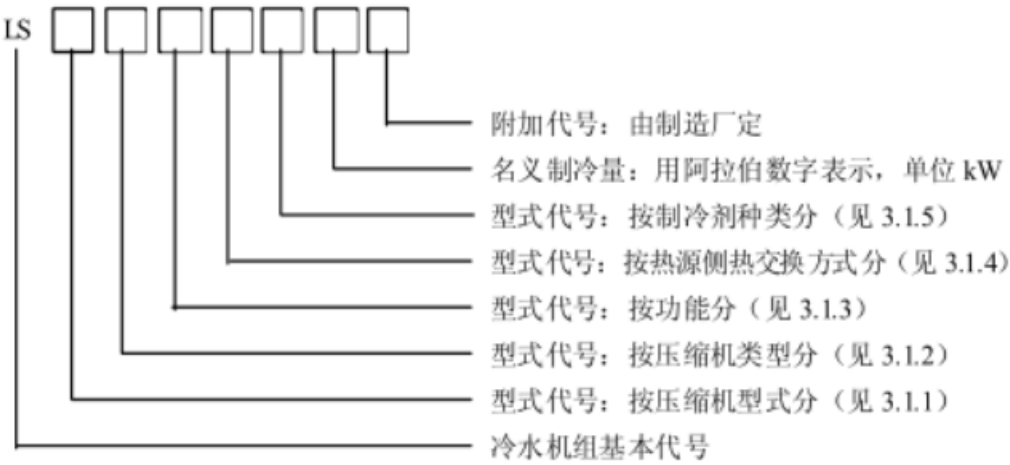 LS
附加代号：由制造厂定
名义制冷量：用阿拉伯数字表示，单位 kW
型式代号：按制冷剂种类分（见 3.1.5）
型式代号：按热源侧热交换方式分（见 3.1.4）
型式代号：按功能分（见 3.1.3）
型式代号：按压缩机类型分（见 3.1.2）
型式代号：按压缩机型式分（见 3.1.1）
冷水机组基本代号